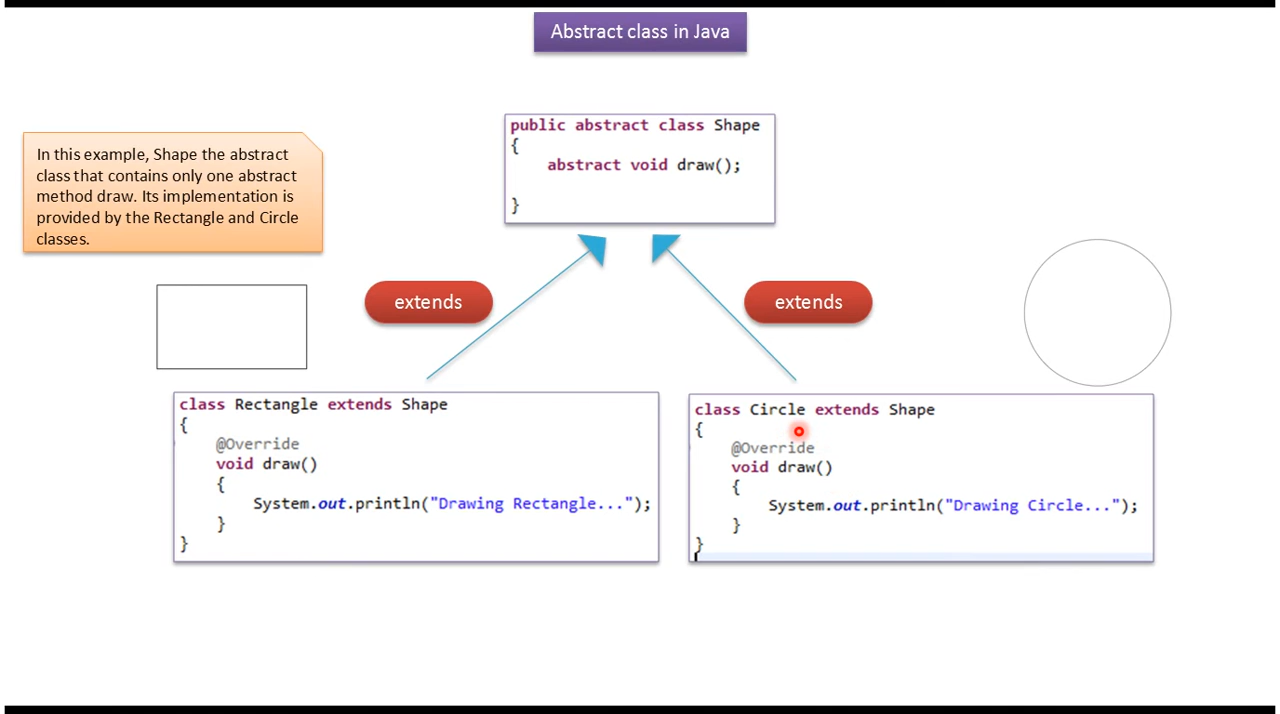 Abstract class in Java
public abstract class Shape
{
abstract void draw();
}
In this example, Shape the abstract
class that contains only one abstract
method draw. Its implementation is
provided by the Rectangle and Circle
classes.
extends
extends
class Rectangle extends Shape
{
@Override
void draw()
{
System.out.println("Drawing Rectangle...");
}
}
class Circle extends Shape
{
@Override
void draw()
{
System.out.println("Drawing Circle...");
}
}